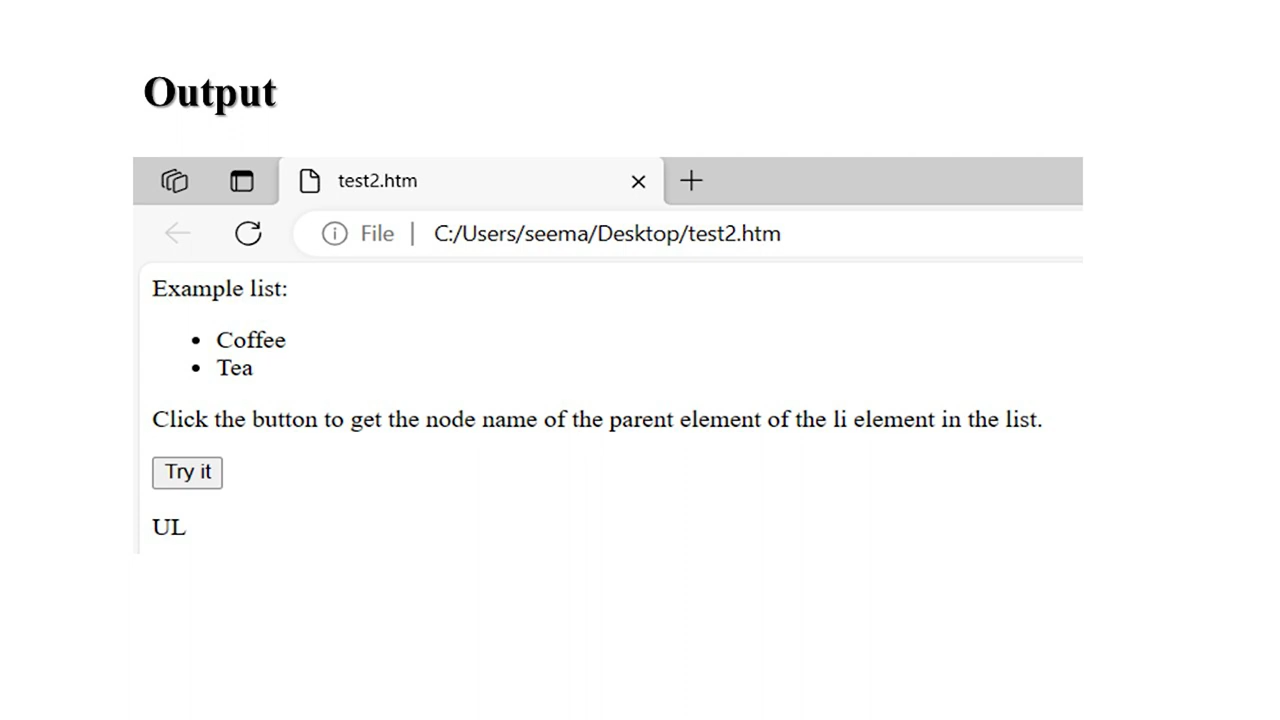 Output
test2.htm
File | C:/Users/seema/Desktop/test2.htm
Example list:
• Coffee
• Tea
Click the button to get the node name of the parent element of the li element in the list.
Try it
UL